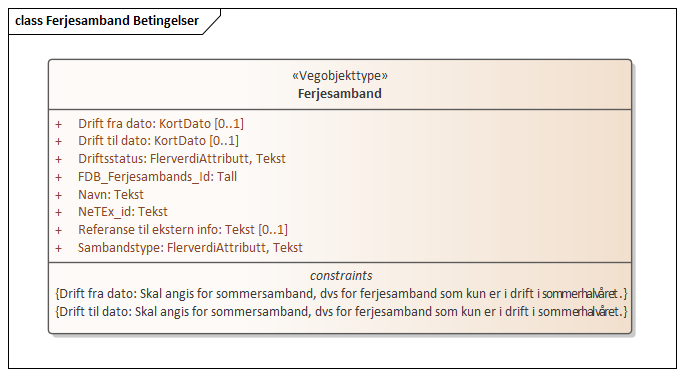 class Ferjesamband Betingelser
«Vegobjekttype»
Ferjesamband
+ Drift fra dato: KortDato [0..1]
+ Drift til dato: KortDato [0..1]
+ Driftsstatus: FlerverdiAttributt, Tekst
+ FDB_Ferjesambands_Id: Tall
+ Navn: Tekst
+ NeTEx_id: Tekst
+ Referanse til ekstern info: Tekst [0..1]
+ Sambandstype: FlerverdiAttributt, Tekst
constraints
{Drift fra dato: Skal angis for sommersamband, dvs for ferjesamband som kun er i drift i sommerhalvåret.}
{Drift til dato: Skal angis for sommersamband, dvs for ferjesamband som kun er i drift i sommerhalvåret.}